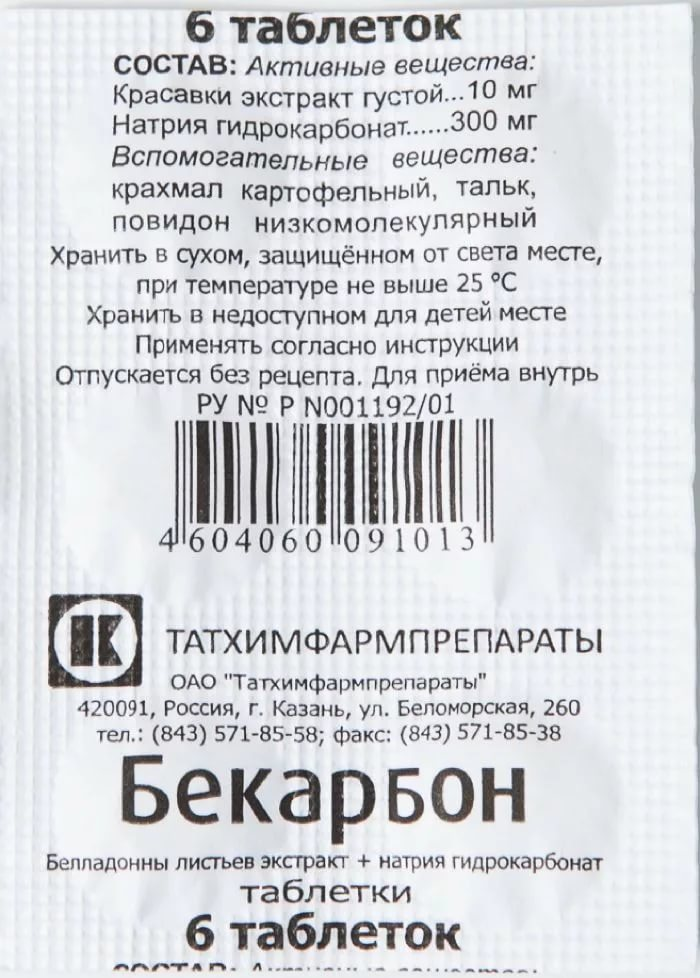 6 таблеток
СОСТАВ: Активные вещества:
Красавки экстракт густой...10 мг
Натрия гидрокарбонат......300 мг
Вспомогательные вещества:
крахмал картофельный, тальк,
повидон низкомолекулярный
Хранить в сухом, защищённом от света месте,
при температуре не выше 25 °С
Хранить в недоступном для детей месте
Применять согласно инструкции
Отпускается без рецепта. Для приёма внутрь
РУ № Р N001192/01
4 604060 091013
ТАТХИМФАРМПРЕПАРАТЫ
ОАО "Татхимфармпрепараты"
420091, Россия, г. Казань, ул. Беломорская, 260
тел.: (843) 571-85-58; факс: (843) 571-85-38
Бекарбон
Белладонны листьев экстракт + натрия гидрокарбонат
таблетки
6 таблеток
СОСТАВ: Активные вещества: